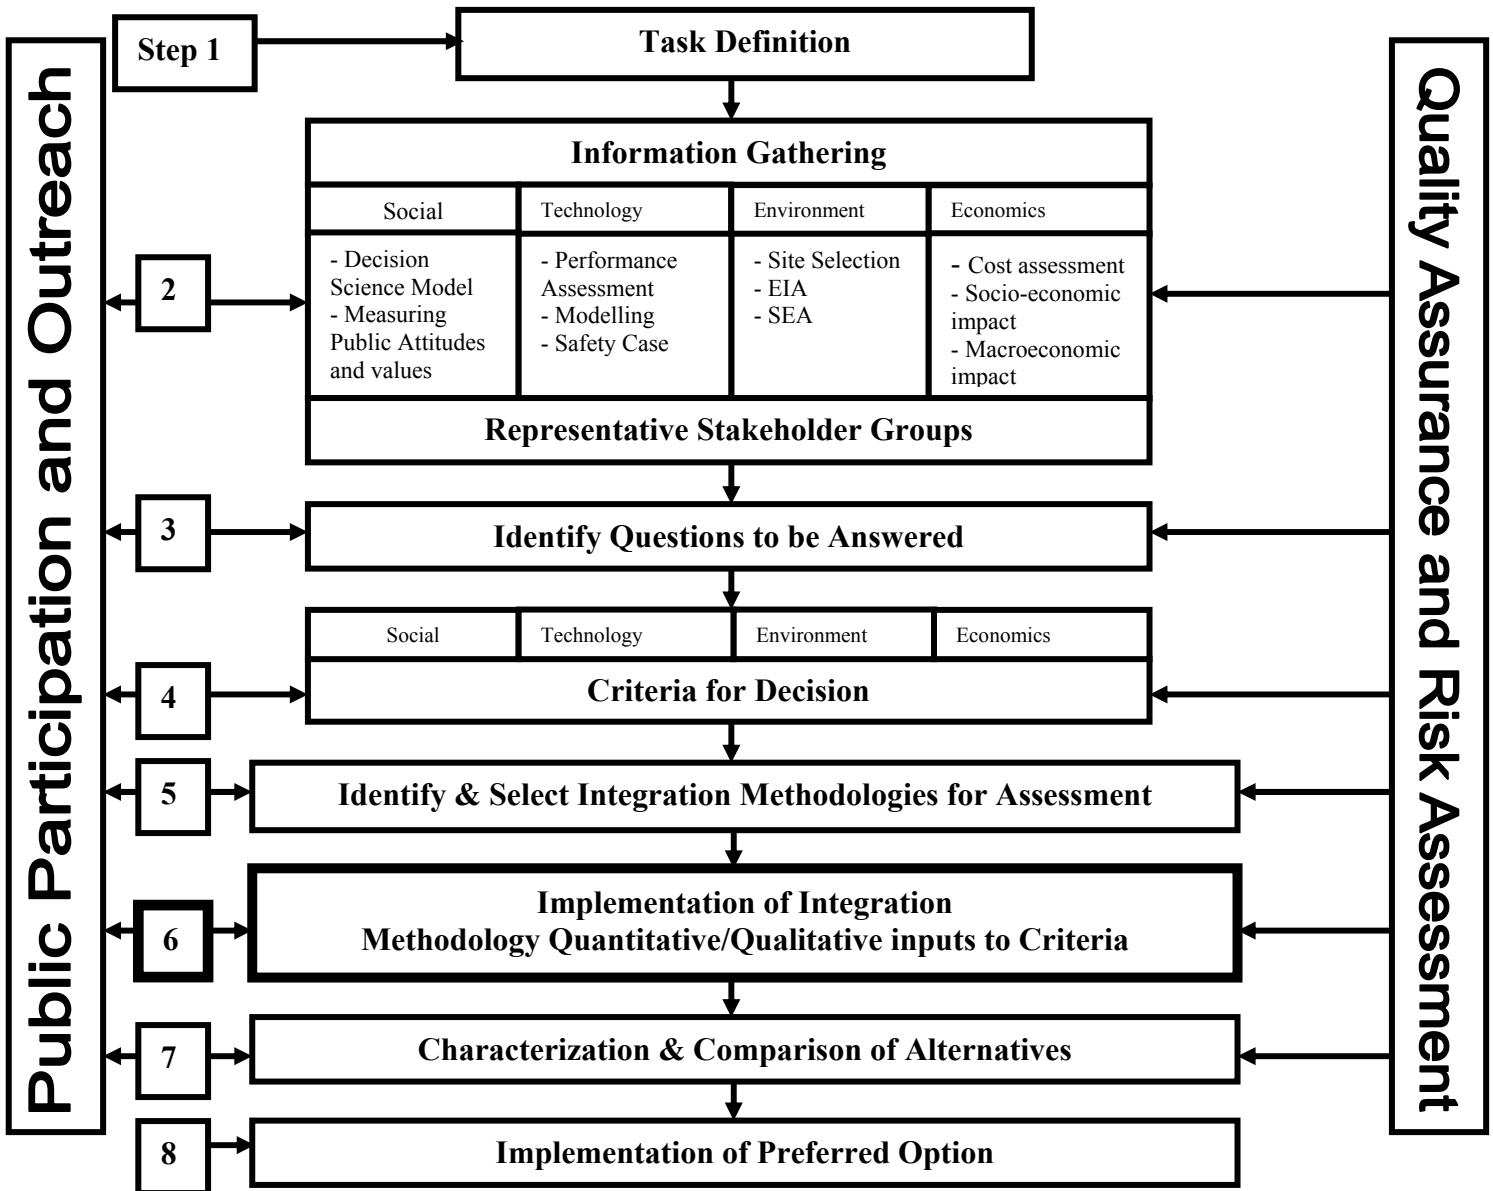 Public Participation and Outreach
Quality Assurance and Risk Assessment
Step 1
Task Definition
Information Gathering
Social
Technology
Environment
Economics
2
- Decision
Science Model
- Measuring
Public Attitudes
and values
- Performance
Assessment
- Modelling
- Safety Case
- Site Selection
- EIA
- SEA
- Cost assessment
- Socio-economic
impact
- Macroeconomic
impact
Representative Stakeholder Groups
3
Identify Questions to be Answered
Social
Technology
Environment
Economics
4
Criteria for Decision
5
Identify & Select Integration Methodologies for Assessment
6
Implementation of Integration
Methodology Quantitative/Qualitative inputs to Criteria
7
Characterization & Comparison of Alternatives
8
Implementation of Preferred Option